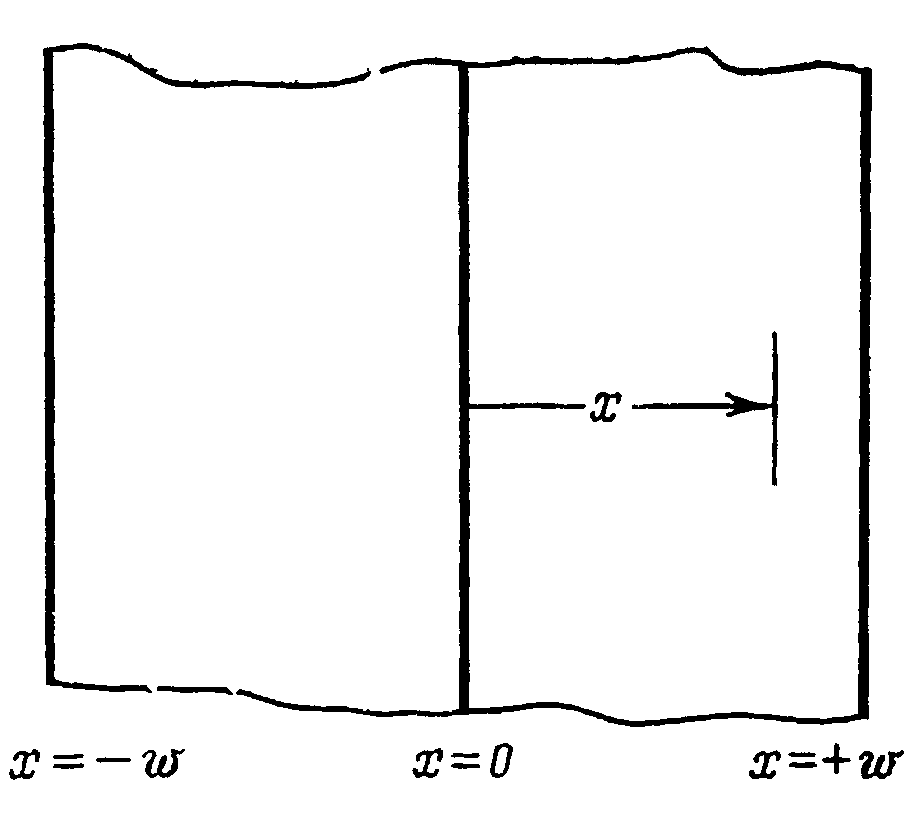 x
x = - w x = 0 x = + w